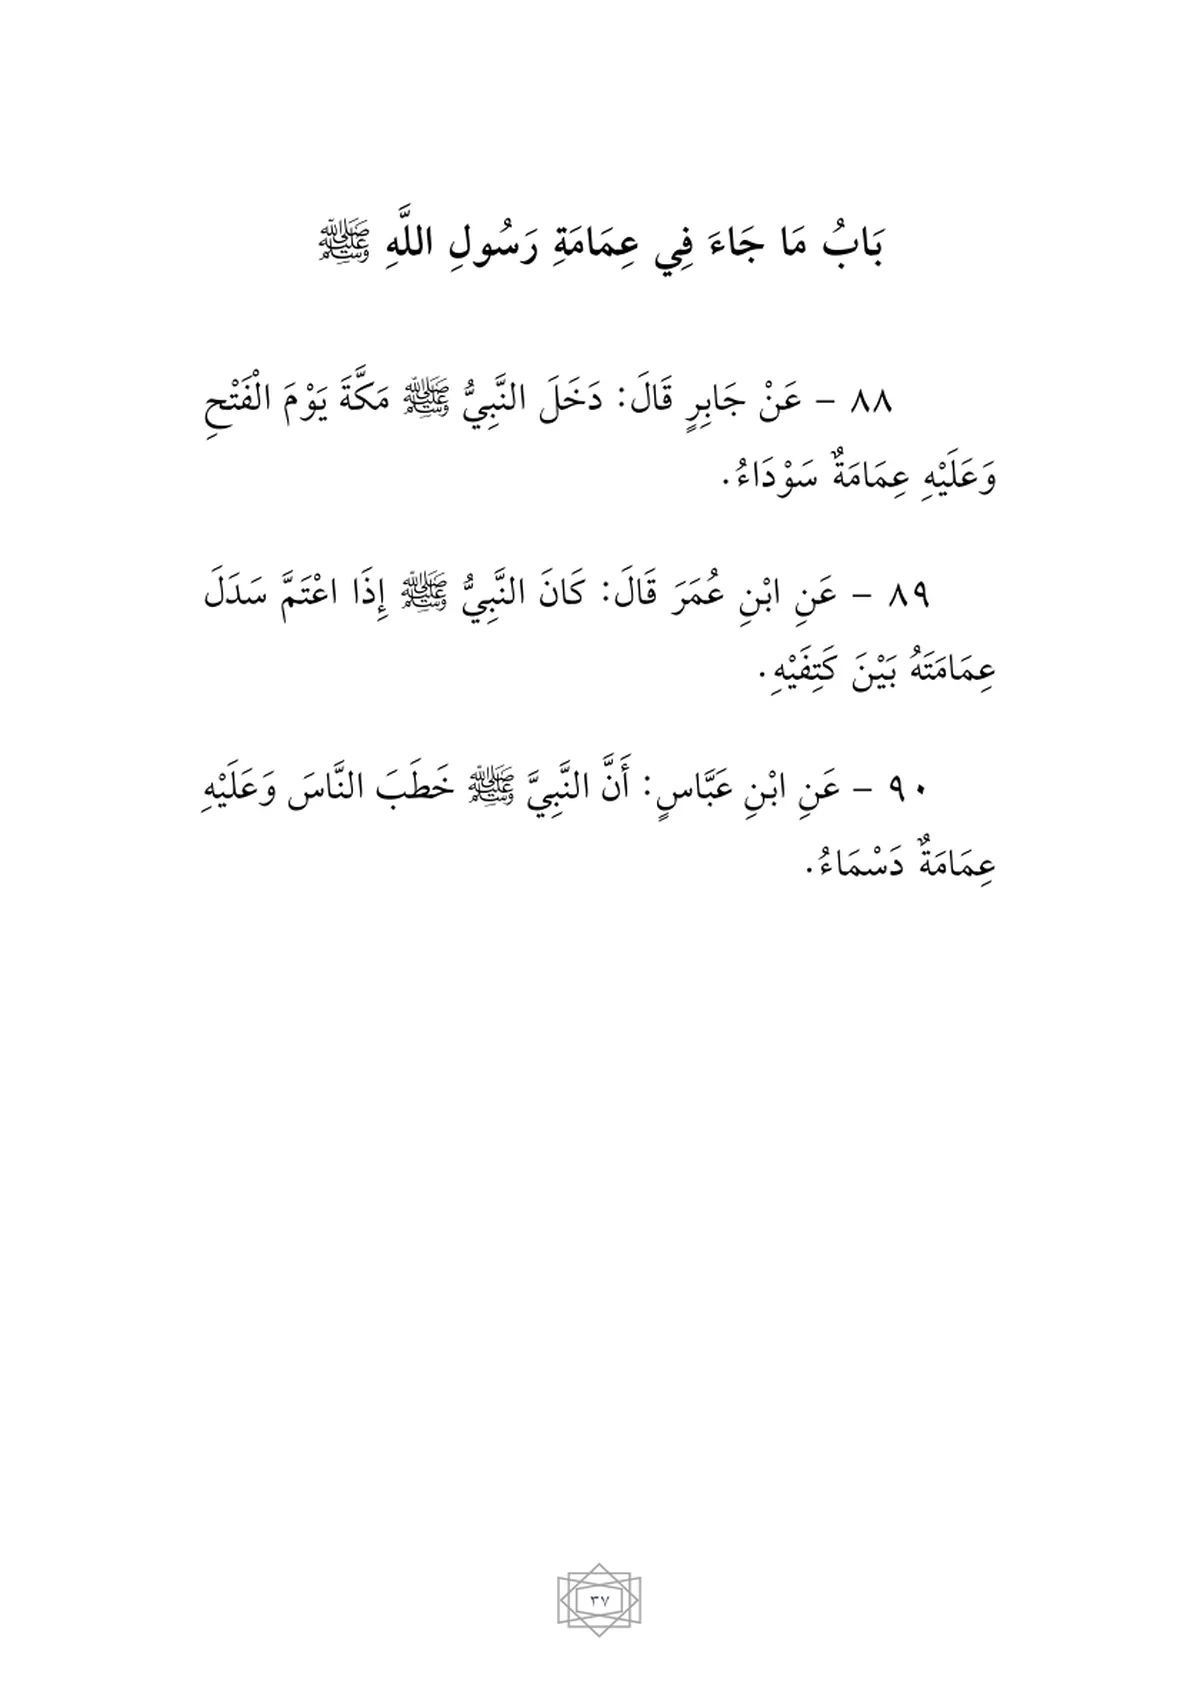 بَابُ مَا جَاءَ فِي عِمَامَةِ رَسُولِ اللَّهِ ﷺ
٨٨ – عَنْ جَابِرٍ قَالَ: دَخَلَ النَّبِيُّ ﷺ مَكَّةَ يَوْمَ الْفَتْحِ
وَعَلَيْهِ عِمَامَةٌ سَوْدَاءُ.
٨٩ – عَنِ ابْنِ عُمَرَ قَالَ: كَانَ النَّبِيُّ ﷺ إِذَا اعْتَمَّ سَدَلَ
عِمَامَتَهُ بَيْنَ كَتِفَيْهِ.
٩٠ – عَنِ ابْنِ عَبَّاسٍ: أَنَّ النَّبِيَّ ﷺ خَطَبَ النَّاسَ وَعَلَيْهِ
عِمَامَةٌ دَسْمَاءُ.
٣٧